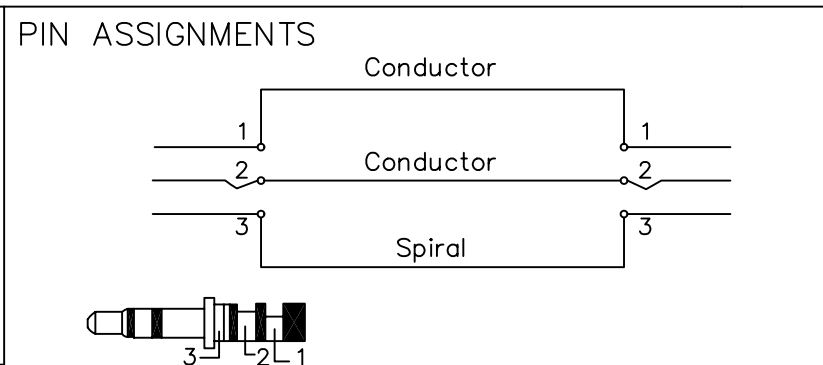 PIN ASSIGNMENTS
Conductor
1 1
Conductor
2 2
3 3
Spiral
3 2 1